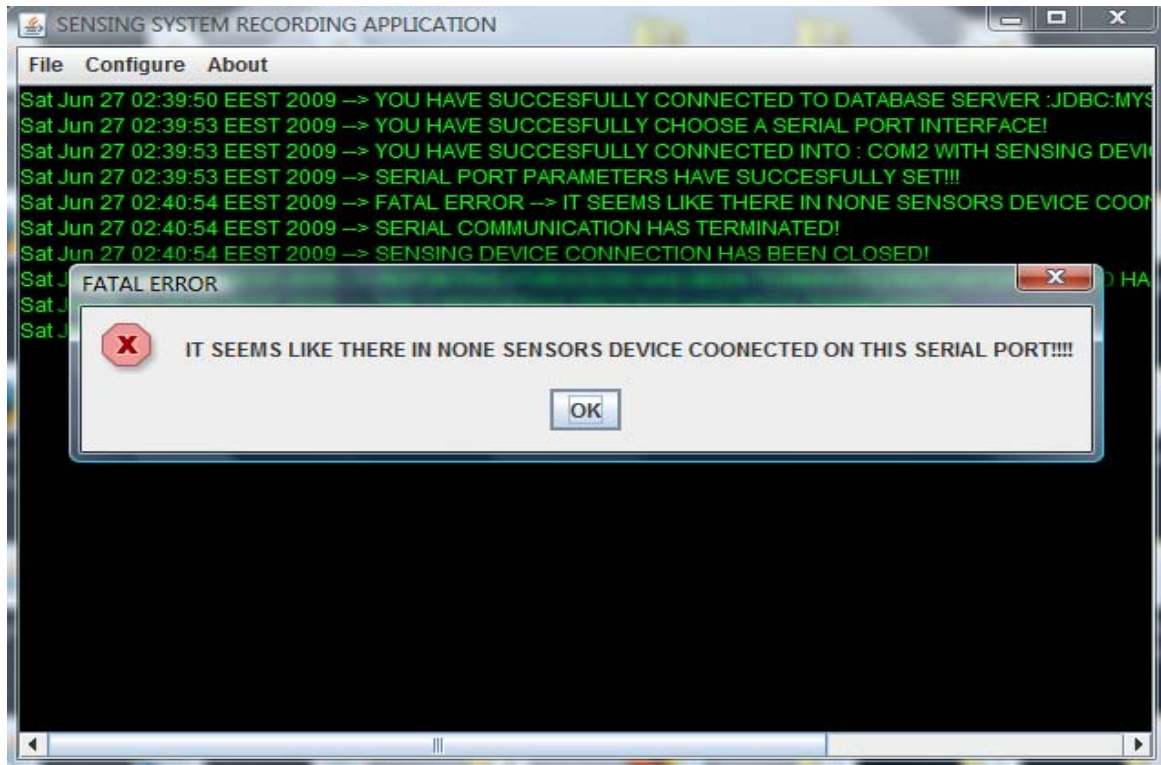 SENSING SYSTEM RECORDING APPLICATION
File Configure About
Sat Jun 27 02:39:50 EEST 2009 --> YOU HAVE SUCCESFULLY CONNECTED TO DATABASE SERVER :JDBC:MYS
Sat Jun 27 02:39:53 EEST 2009 --> YOU HAVE SUCCESFULLY CHOOSE A SERIAL PORT INTERFACE!
Sat Jun 27 02:39:53 EEST 2009 --> YOU HAVE SUCCESFULLY CONNECTED INTO : COM2 WITH SENSING DEVI
Sat Jun 27 02:39:53 EEST 2009 --> SERIAL PORT PARAMETERS HAVE SUCCESFULLY SET!!!
Sat Jun 27 02:40:54 EEST 2009 --> FATAL ERROR --> IT SEEMS LIKE THERE IN NONE SENSORS DEVICE COON
Sat Jun 27 02:40:54 EEST 2009 --> SERIAL COMMUNICATION HAS TERMINATED!
Sat Jun 27 02:40:54 EEST 2009 --> SENSING DEVICE CONNECTION HAS BEEN CLOSED!
Sat J HA
Sat J
Sat J
FATAL ERROR
IT SEEMS LIKE THERE IN NONE SENSORS DEVICE COONECTED ON THIS SERIAL PORT!!!!
OK